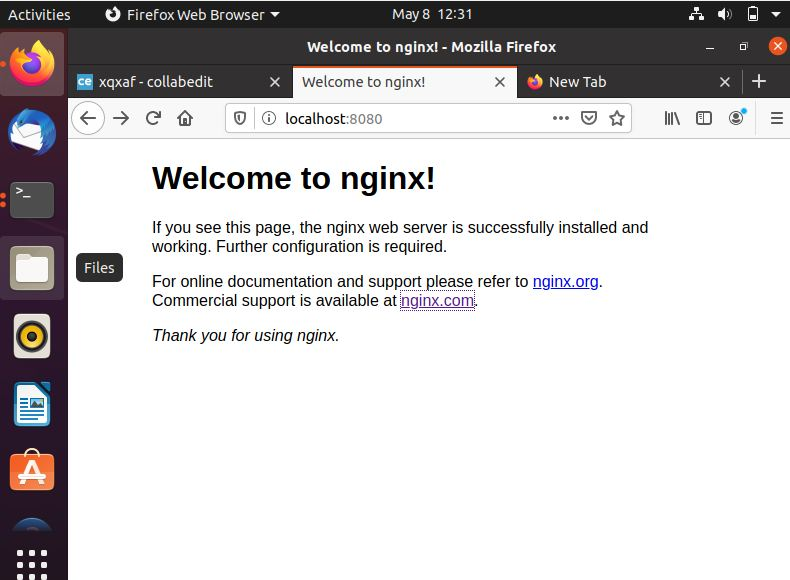 Activities Firefox Web Browser May 8 12:31
Welcome to nginx! - Mozilla Firefox
ce xqxaf - collabedit Welcome to nginx! New Tab
localhost:8080
>_
Welcome to nginx!
If you see this page, the nginx web server is successfully installed and
working. Further configuration is required.
Files
For online documentation and support please refer to nginx.org.
Commercial support is available at nginx.com.
Thank you for using nginx.